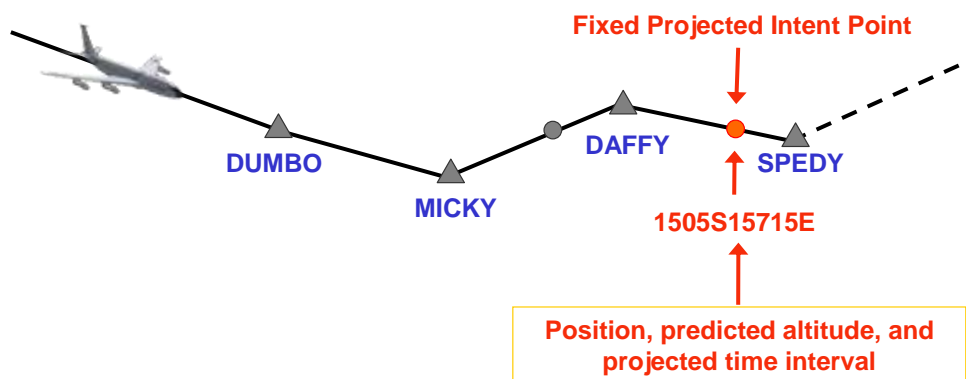 Fixed Projected Intent Point
DUMBO
MICKY
DAFFY
SPEDY
1505S15715E
Position, predicted altitude, and
projected time interval